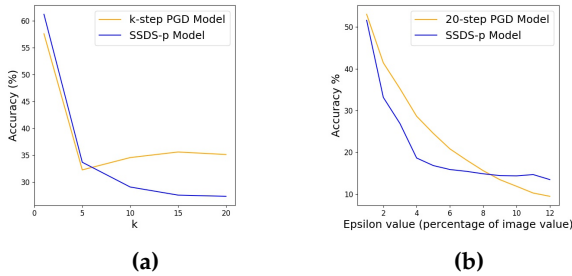 k-step PGD Model
SSDS-p Model
Accuracy (%)
60
55
50
45
40
35
30
0
5
10
15
20
k
(a)
20-step PGD Model
SSDS-p Model
Accuracy %
50
40
30
20
10
2
4
6
8
10
12
Epsilon value (percentage of image value)
(b)